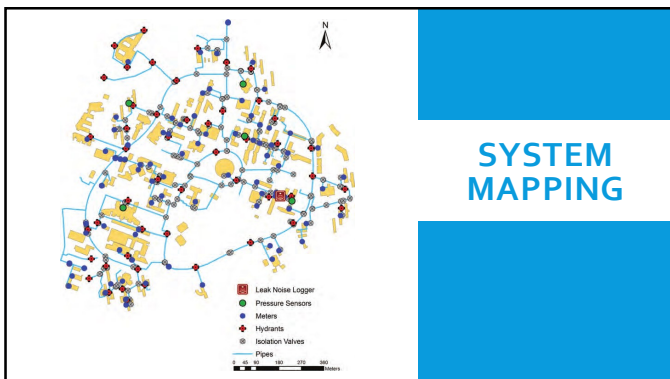 N
SYSTEM
MAPPING
Leak Noise Logger
Pressure Sensors
Meters
Hydrants
Isolation Valves
Pipes
0 45 90 180 270 360
Meters